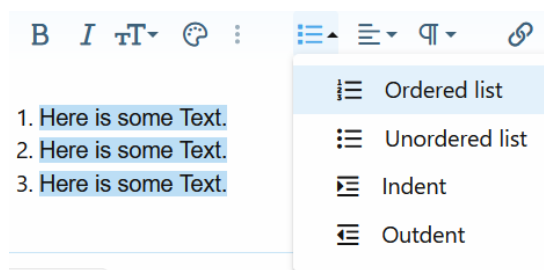 B I TT
1. Here is some Text.
2. Here is some Text.
3. Here is some Text.
Ordered list
Unordered list
Indent
Outdent